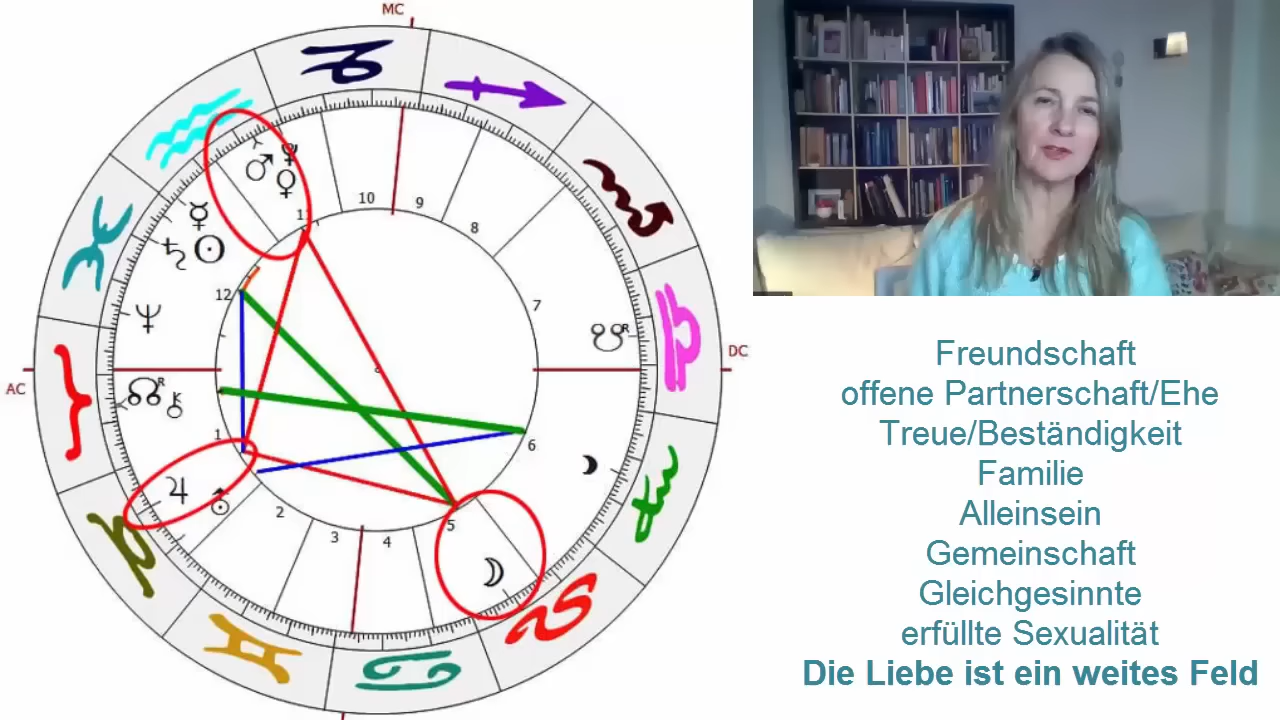 MC
10
9
8
11
12
7
DC
AC
R
R
1
6
2
5
3
4
Freundschaft
offene Partnerschaft/Ehe
Treue/Beständigkeit
Familie
Alleinsein
Gemeinschaft
Gleichgesinnte
erfüllte Sexualität
Die Liebe ist ein weites Feld